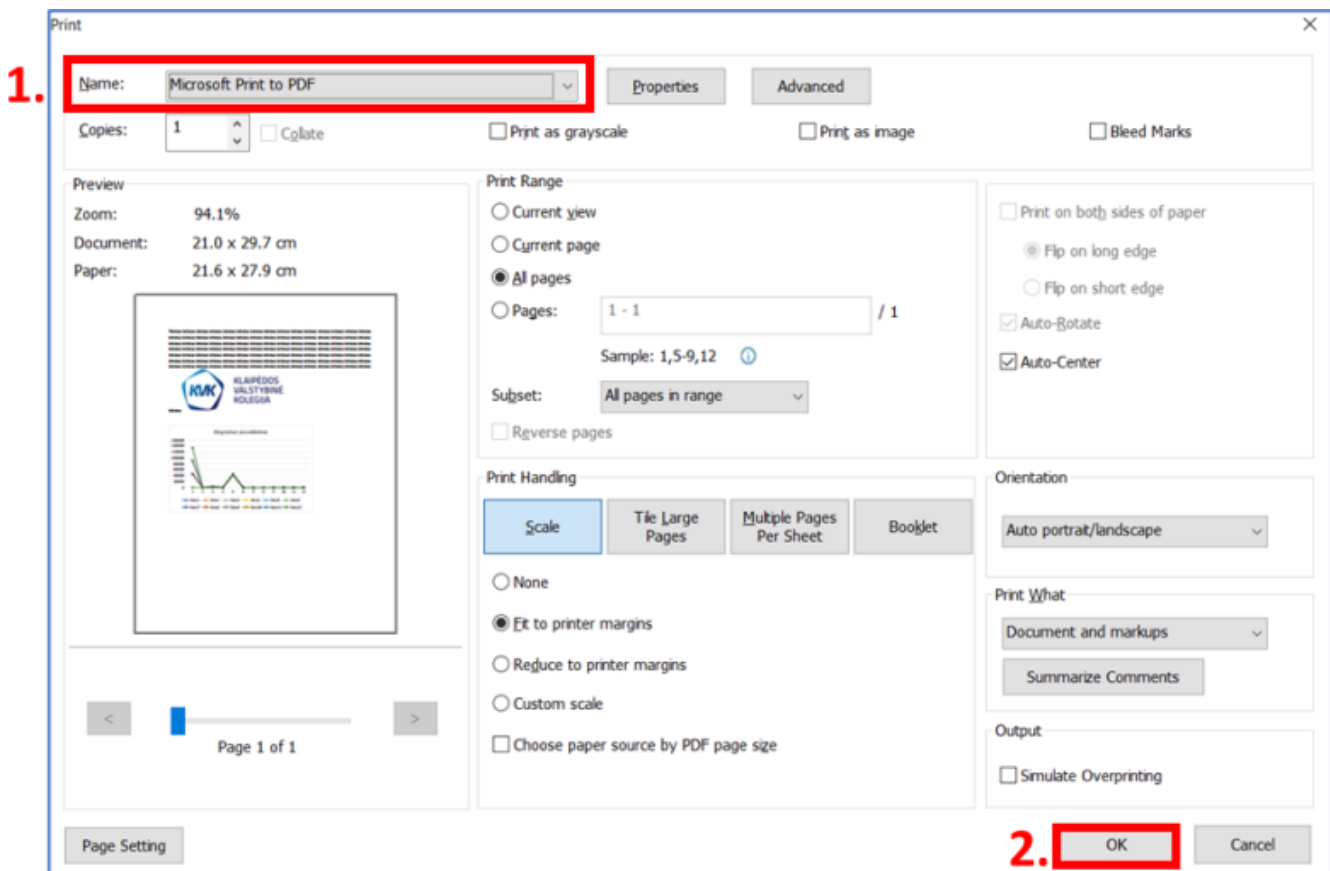 Print
1.
Name: Microsoft Print to PDF Properties Advanced
Copies: 1 Collate Print as grayscale Print as image Bleed Marks
Preview
Zoom: 94.1%
Document: 21.0 x 29.7 cm
Paper: 21.6 x 27.9 cm
KVK
KLAIPĖDOS
VALSTYBINĖ
KOLEGIJA
< >
Page 1 of 1
Print Range
Current view
Current page
All pages
Pages: 1 - 1 / 1
Sample: 1,5-9,12
Subset: All pages in range
Reverse pages
Print Handling
Scale
Tile Large
Pages
Multiple Pages
Per Sheet
Booklet
None
Fit to printer margins
Reduce to printer margins
Custom scale
Choose paper source by PDF page size
Print on both sides of paper
Flip on long edge
Flip on short edge
Auto-Rotate
Auto-Center
Orientation
Auto portrait/landscape
Print What
Document and markups
Summarize Comments
Output
Simulate Overprinting
Page Setting
2.
OK Cancel